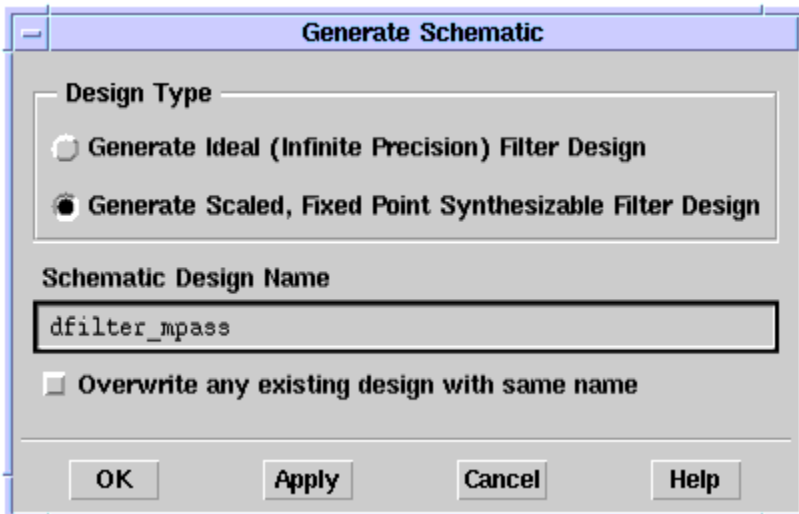 Generate Schematic
Design Type
Generate Ideal (Infinite Precision) Filter Design
Generate Scaled, Fixed Point Synthesizable Filter Design
Schematic Design Name
dfilter_mpass
Overwrite any existing design with same name
OK Apply Cancel Help